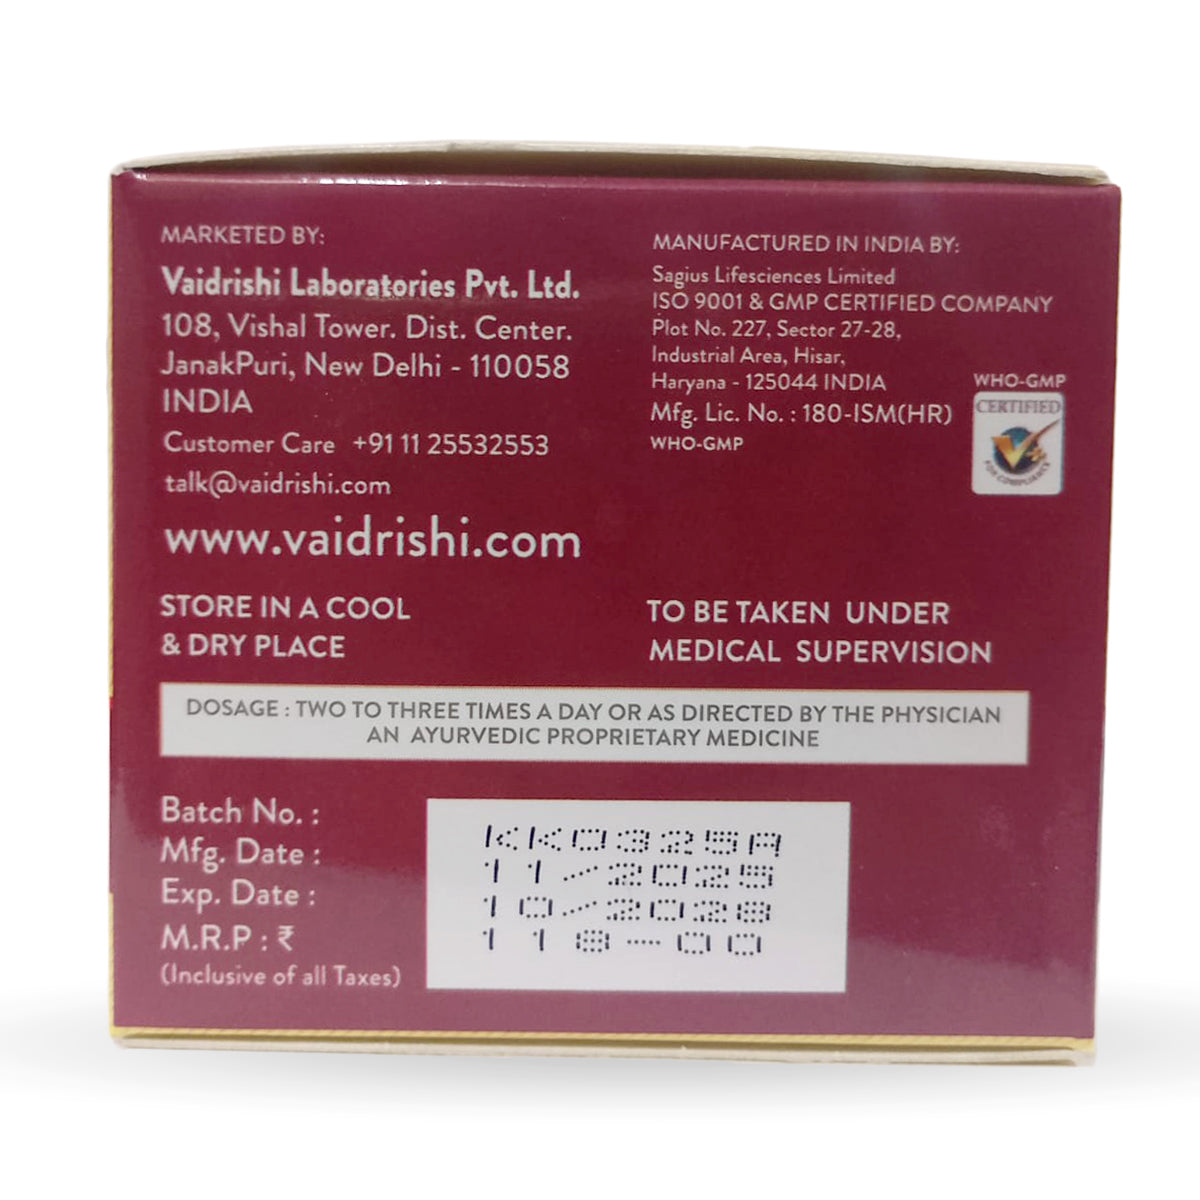 MARKETED BY:
Vaidrishi Laboratories Pvt. Ltd.
108, Vishal Tower. Dist. Center.
JanakPuri, New Delhi - 110058
INDIA
Customer Care +91 11 25532553
talk@vaidrishi.com
www.vaidrishi.com
STORE IN A COOL
& DRY PLACE
MANUFACTURED IN INDIA BY:
Sagius Lifesciences Limited
ISO 9001 & GMP CERTIFIED COMPANY
Plot No. 227, Sector 27-28,
Industrial Area, Hisar,
Haryana - 125044 INDIA
Mfg. Lic. No. : 180-ISM(HR)
WHO-GMP
WHO-GMP
CERTIFIED
FOR COMPLIANCE
TO BE TAKEN UNDER
MEDICAL SUPERVISION
DOSAGE : TWO TO THREE TIMES A DAY OR AS DIRECTED BY THE PHYSICIAN
AN AYURVEDIC PROPRIETARY MEDICINE
Batch No. : KK0325A
Mfg. Date : 11/2025
Exp. Date : 10/2028
M.R.P : ₹ 118-00
(Inclusive of all Taxes)